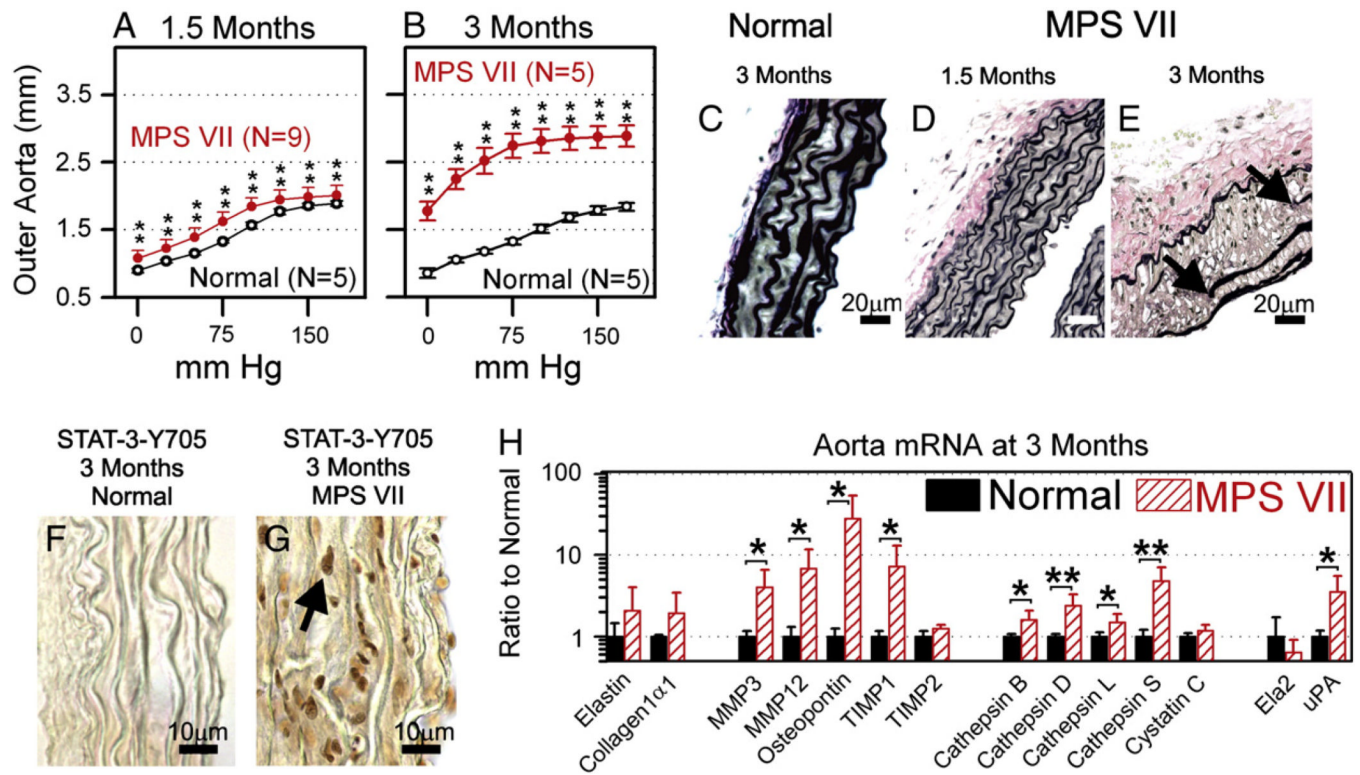 A 1.5 Months
B 3 Months
Outer Aorta (mm)
3.5
2.5
1.5
0.5
MPS VII (N=9)
Normal (N=5)
0 75 150
mm Hg
MPS VII (N=5)
Normal (N=5)
0 75 150
mm Hg
Normal
MPS VII
3 Months
1.5 Months
3 Months
C
20μm
D
E
20μm
STAT-3-Y705
3 Months
Normal
F
10μm
STAT-3-Y705
3 Months
MPS VII
G
10μm
H Aorta mRNA at 3 Months
Ratio to Normal
100
10
1
Normal MPS VII
* * * * * ** * ** *
Elastin
Collagen1α1
MMP3
MMP12
Osteopontin
TIMP1
TIMP2
Cathepsin B
Cathepsin D
Cathepsin L
Cathepsin S
Cystatin C
Ela2
uPA